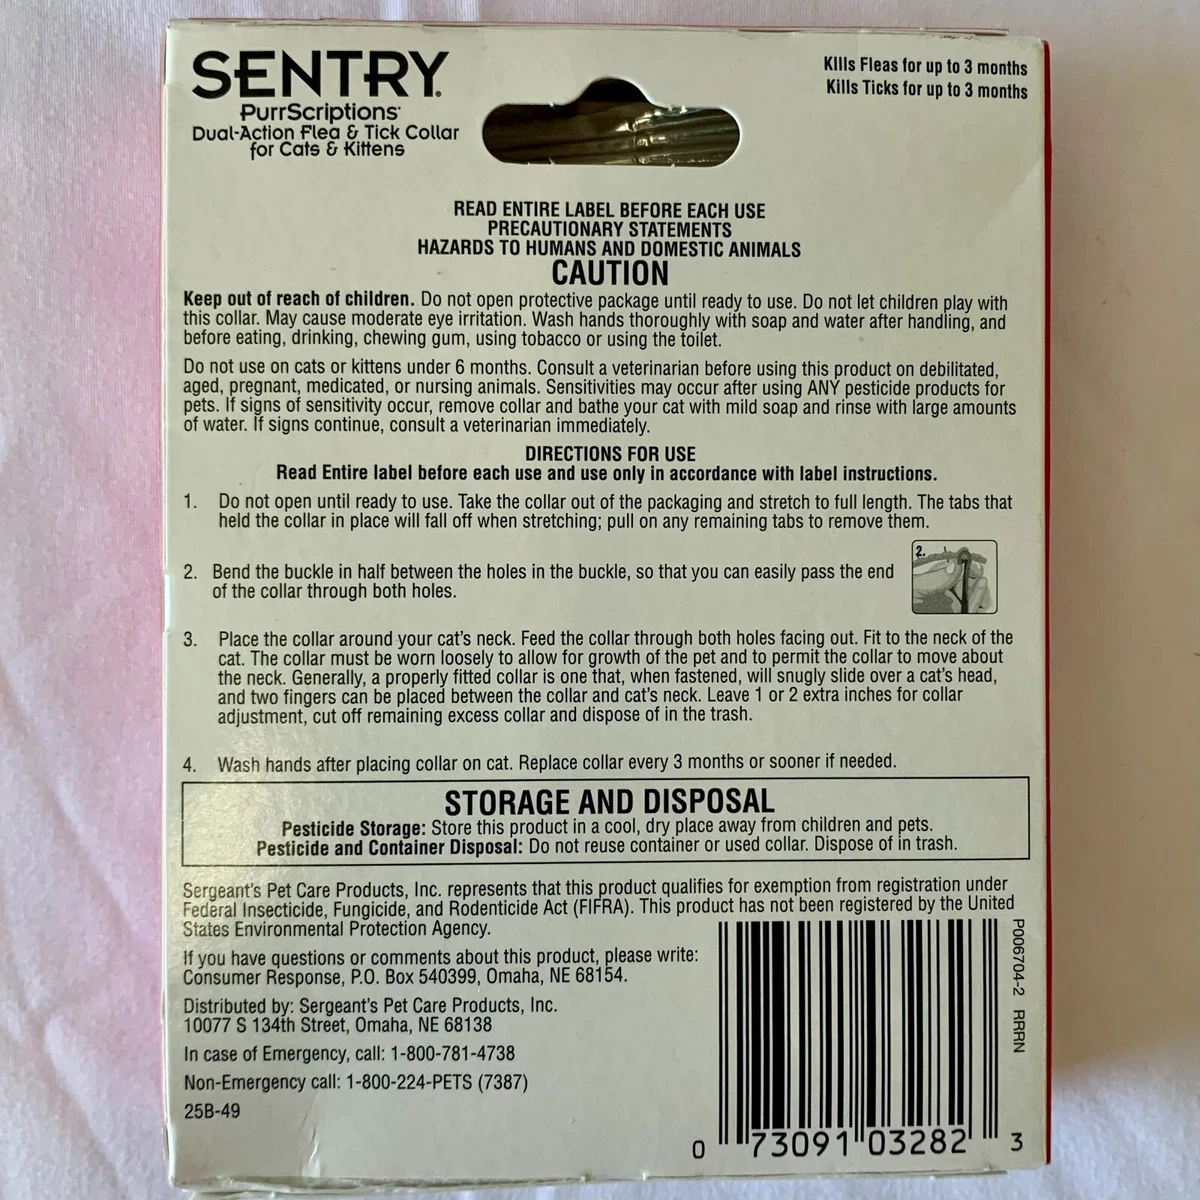 SENTRY.
PurrScriptions
Dual-Action Flea & Tick Collar
for Cats & Kittens
KIlls Fleas for up to 3 months
Kills Ticks for up to 3 months
READ ENTIRE LABEL BEFORE EACH USE
PRECAUTIONARY STATEMENTS
HAZARDS TO HUMANS AND DOMESTIC ANIMALS
CAUTION
Keep out of reach of children. Do not open protective package until ready to use. Do not let children play with
this collar. May cause moderate eye irritation. Wash hands thoroughly with soap and water after handling, and
before eating, drinking, chewing gum, using tobacco or using the toilet.
Do not use on cats or kittens under 6 months. Consult a veterinarian before using this product on debilitated,
aged, pregnant, medicated, or nursing animals. Sensitivities may occur after using ANY pesticide products for
pets. If signs of sensitivity occur, remove collar and bathe your cat with mild soap and rinse with large amounts
of water. If signs continue, consult a veterinarian immediately.
DIRECTIONS FOR USE
Read Entire label before each use and use only in accordance with label instructions.
1. Do not open until ready to use. Take the collar out of the packaging and stretch to full length. The tabs that
held the collar in place will fall off when stretching; pull on any remaining tabs to remove them.
2.
2. Bend the buckle in half between the holes in the buckle, so that you can easily pass the end
of the collar through both holes.
3. Place the collar around your cat's neck. Feed the collar through both holes facing out. Fit to the neck of the
cat. The collar must be worn loosely to allow for growth of the pet and to permit the collar to move about
the neck. Generally, a properly fitted collar is one that, when fastened, will snugly slide over a cat's head,
and two fingers can be placed between the collar and cat's neck. Leave 1 or 2 extra inches for collar
adjustment, cut off remaining excess collar and dispose of in the trash.
4. Wash hands after placing collar on cat. Replace collar every 3 months or sooner if needed.
STORAGE AND DISPOSAL
Pesticide Storage: Store this product in a cool, dry place away from children and pets.
Pesticide and Container Disposal: Do not reuse container or used collar. Dispose of in trash.
Sergeant's Pet Care Products, Inc. represents that this product qualifies for exemption from registration under
Federal Insecticide, Fungicide, and Rodenticide Act (FIFRA). This product has not been registered by the United
States Environmental Protection Agency.
If you have questions or comments about this product, please write:
Consumer Response, P.O. Box 540399, Omaha, NE 68154.
Distributed by: Sergeant's Pet Care Products, Inc.
10077 S 134th Street, Omaha, NE 68138
In case of Emergency, call: 1-800-781-4738
Non-Emergency call: 1-800-224-PETS (7387)
25B-49
P006704-2 RRRN
0 73091 03282 3